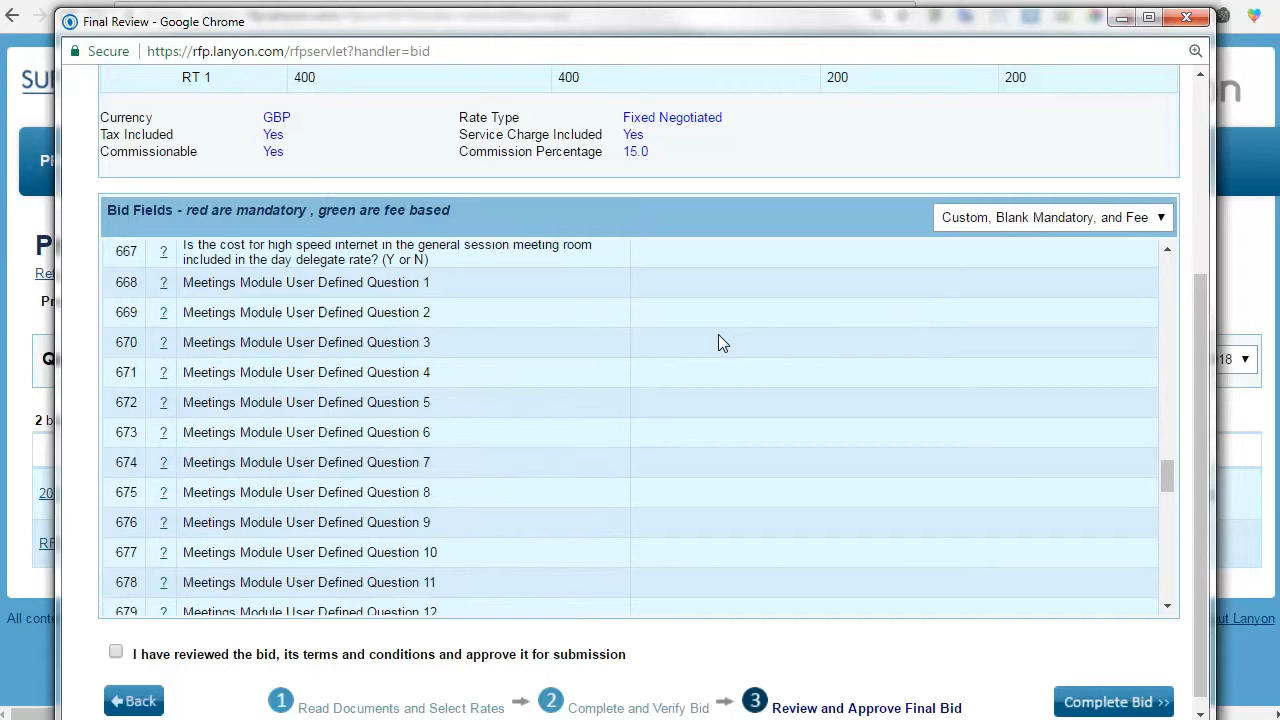 Final Review - Google Chrome
Secure https://rfp.lanyon.com/rfpservlet?handler=bid
RT 1 400 400 200 200
Currency GBP Rate Type Fixed Negotiated
Tax Included Yes Service Charge Included Yes
Commissionable Yes Commission Percentage 15.0
Bid Fields - red are mandatory , green are fee based
Custom, Blank Mandatory, and Fee
667 ? Is the cost for high speed internet in the general session meeting room
included in the day delegate rate? (Y or N)
668 ? Meetings Module User Defined Question 1
669 ? Meetings Module User Defined Question 2
670 ? Meetings Module User Defined Question 3
671 ? Meetings Module User Defined Question 4
672 ? Meetings Module User Defined Question 5
673 ? Meetings Module User Defined Question 6
674 ? Meetings Module User Defined Question 7
675 ? Meetings Module User Defined Question 8
676 ? Meetings Module User Defined Question 9
677 ? Meetings Module User Defined Question 10
678 ? Meetings Module User Defined Question 11
679 ? Meetings Module User Defined Question 12
I have reviewed the bid, its terms and conditions and approve it for submission
Back 1 Read Documents and Select Rates 2 Complete and Verify Bid 3 Review and Approve Final Bid Complete Bid >>
2 b
20
All conte
ut Lanyon
18